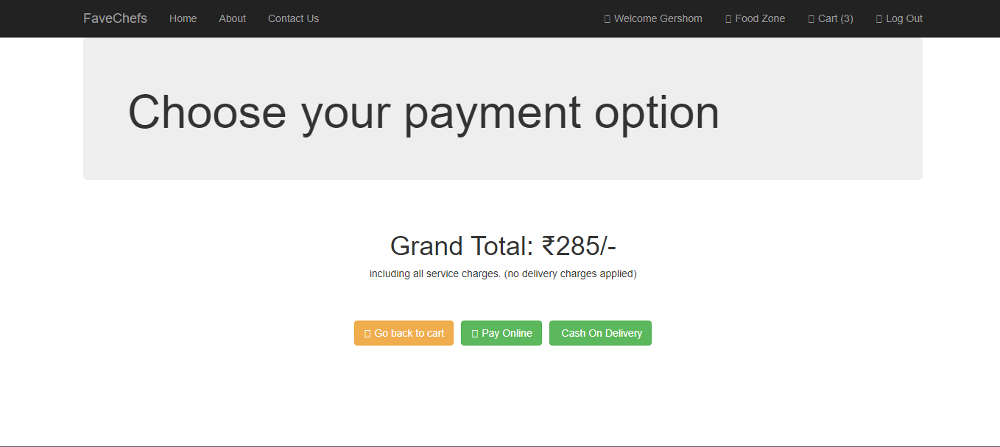 FaveChefs Home About Contact Us Welcome Gershom Food Zone Cart (3) Log Out
Choose your payment option
Grand Total: ₹285/-
including all service charges. (no delivery charges applied)
Go back to cart Pay Online Cash On Delivery